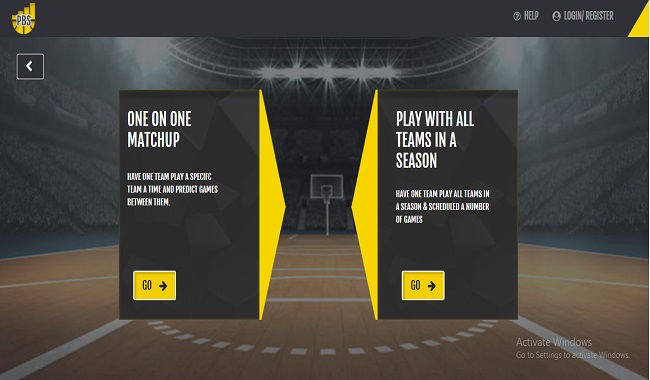 PBS
HELP
LOGIN/ REGISTER
ONE ON ONE
MATCHUP
HAVE ONE TEAM PLAY A SPECIFC
TEAM A TIME AND PREDICT GAMES
BETWEEN THEM.
GO
PLAY WITH ALL
TEAMS IN A
SEASON
HAVE ONE TEAM PLAY ALL TEAMS IN
A SEASON & SCHEDULED A NUMBER
OF GAMES
GO
Activate Windows
Go to Settings to activate Windows.